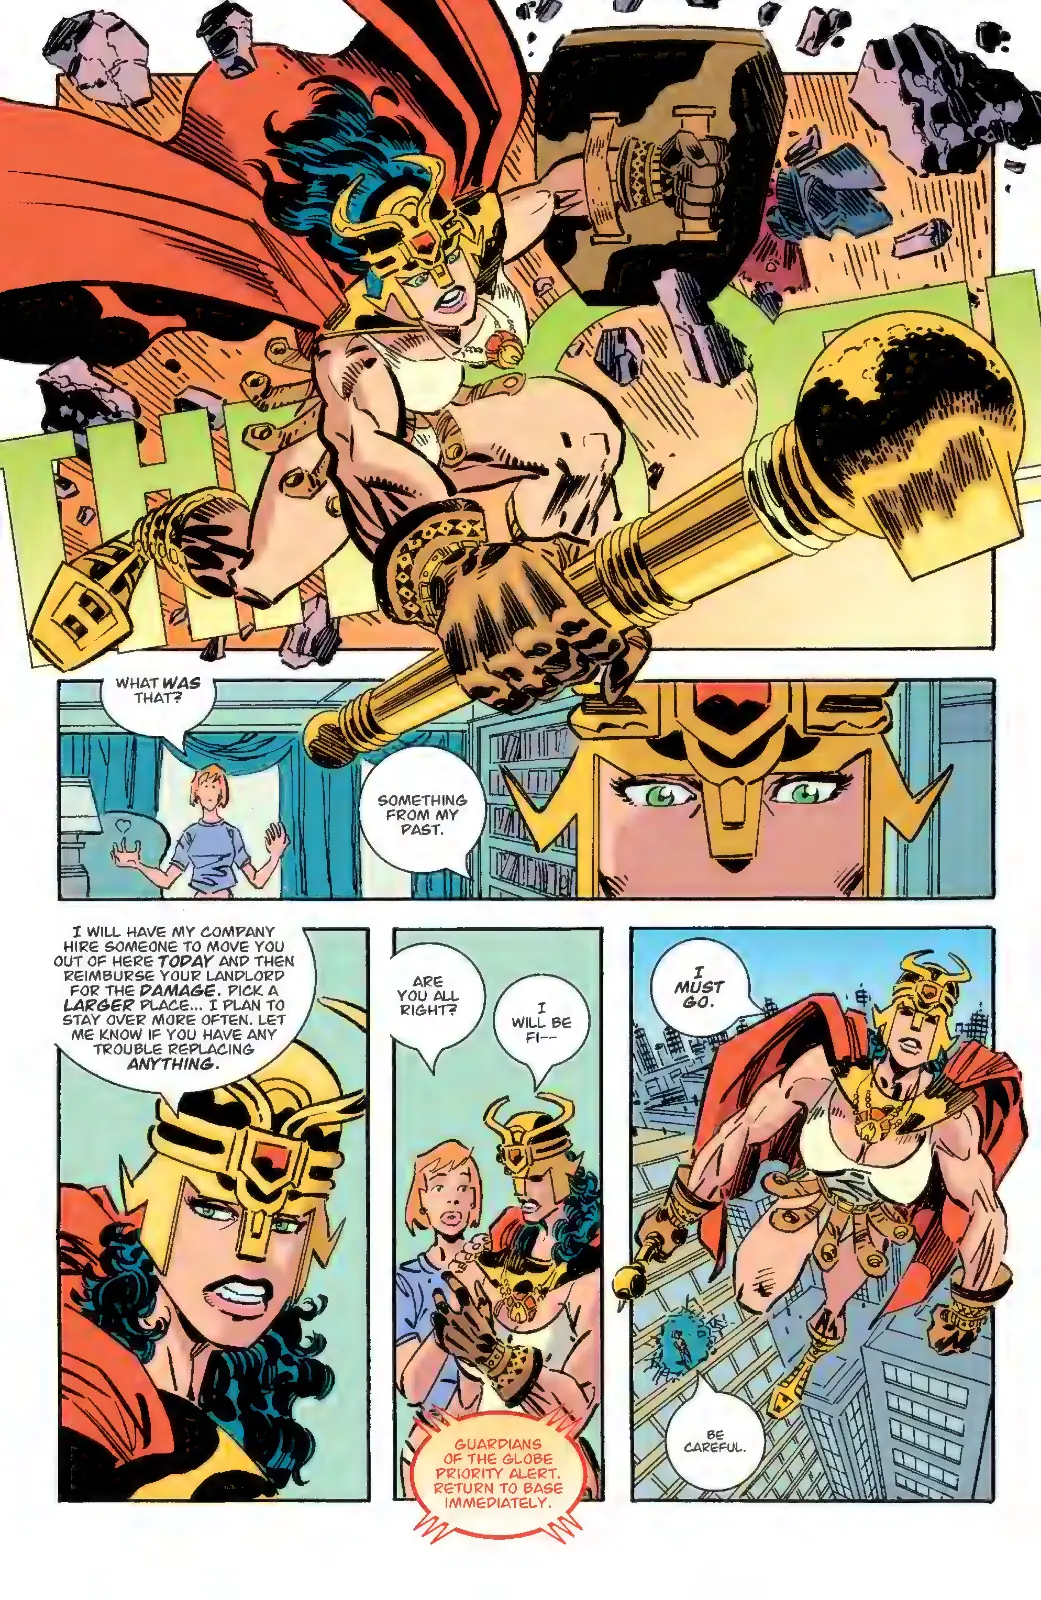 WHAT WAS
THAT?
SOMETHING
FROM MY
PAST.
I WILL HAVE MY COMPANY
HIRE SOMEONE TO MOVE YOU
OUT OF HERE TODAY AND THEN
REIMBURSE YOUR LANDLORD
FOR THE DAMAGE. PICK A
LARGER PLACE... I PLAN TO
STAY OVER MORE OFTEN. LET
ME KNOW IF YOU HAVE ANY
TROUBLE REPLACING
ANYTHING.
ARE
YOU ALL
RIGHT?
I
WILL BE
FI--
GUARDIANS
OF THE GLOBE
PRIORITY ALERT.
RETURN TO BASE
IMMEDIATELY.
I
MUST
GO.
BE
CAREFUL.